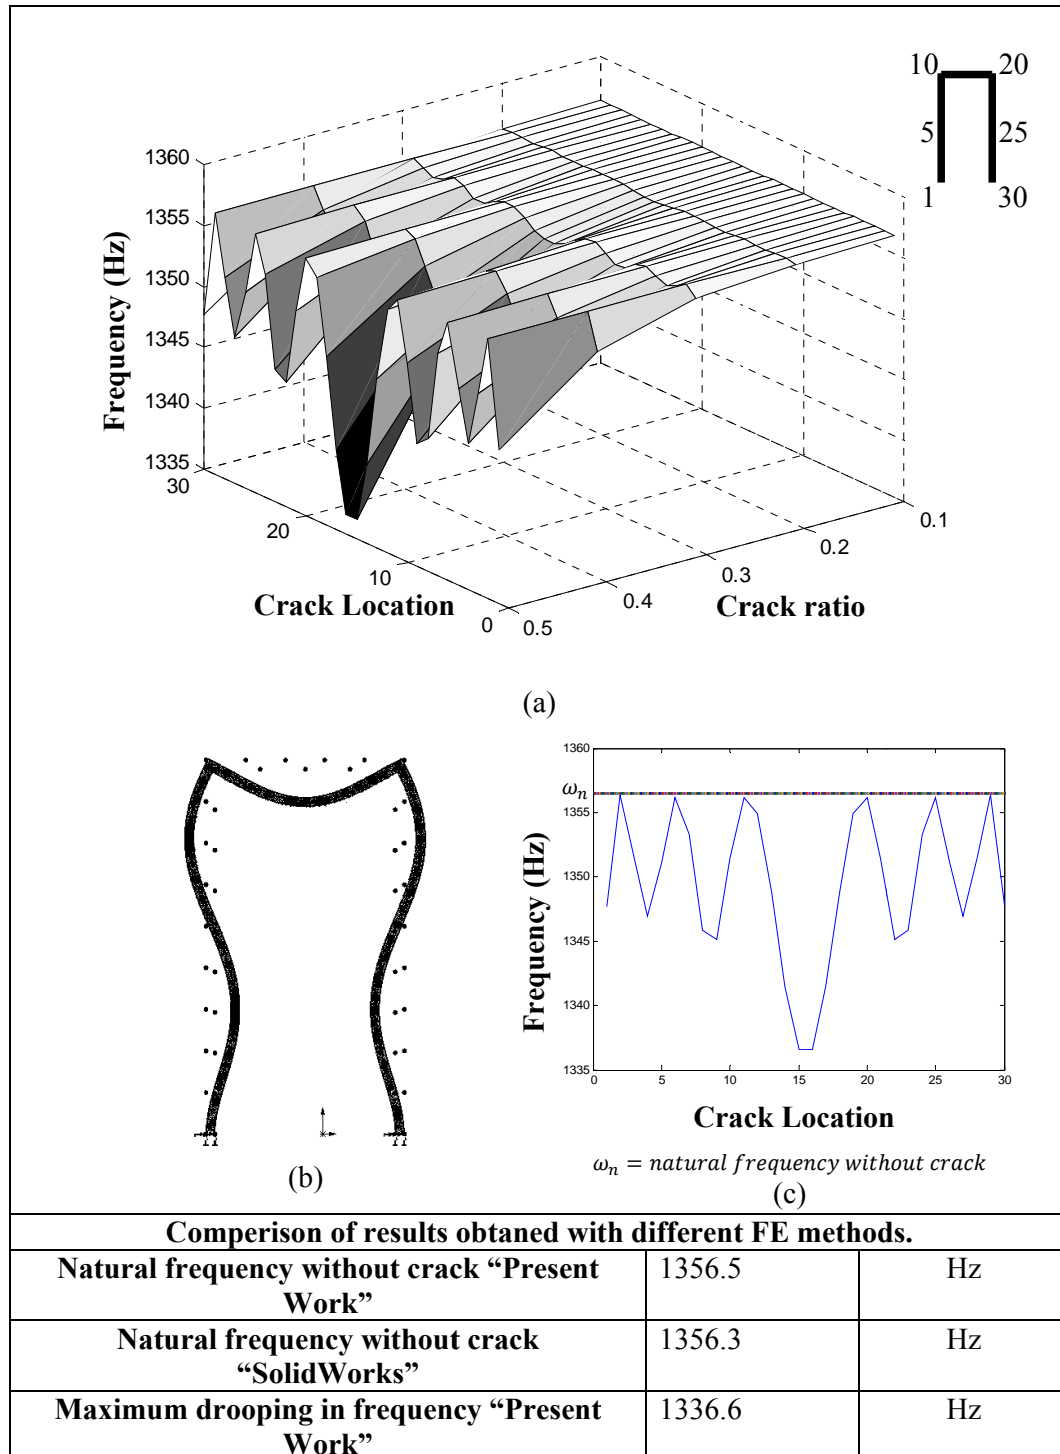 10 20
5 25
1 30
1360
1355
1350
1345
1340
1335
Frequency (Hz)
30
20
10
0
Crack Location
0.5
0.4
0.3
0.2
0.1
Crack ratio
(a)
(b)
1360
ωn
1355
1350
1345
1340
1335
Frequency (Hz)
0 5 10 15 20 25 30
Crack Location
ωn = natural frequency without crack
(c)
Comperison of results obtaned with different FE methods.
Natural frequency without crack “Present
Work”
1356.5 Hz
Natural frequency without crack
“SolidWorks”
1356.3 Hz
Maximum drooping in frequency “Present
Work”
1336.6 Hz